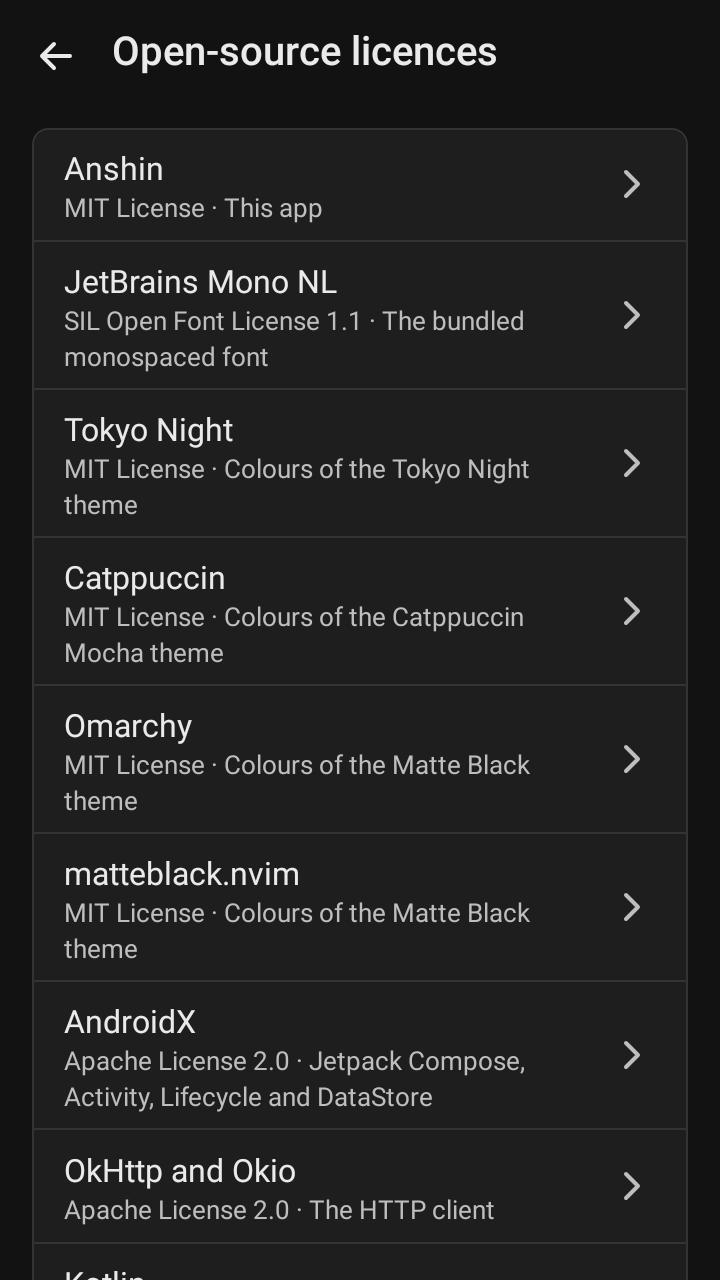 Open-source licences
Anshin
MIT License · This app
JetBrains Mono NL
SIL Open Font License 1.1 · The bundled
monospaced font
Tokyo Night
MIT License · Colours of the Tokyo Night
theme
Catppuccin
MIT License · Colours of the Catppuccin
Mocha theme
Omarchy
MIT License · Colours of the Matte Black
theme
matteblack.nvim
MIT License · Colours of the Matte Black
theme
AndroidX
Apache License 2.0 · Jetpack Compose,
Activity, Lifecycle and DataStore
OkHttp and Okio
Apache License 2.0 · The HTTP client
Kotlin